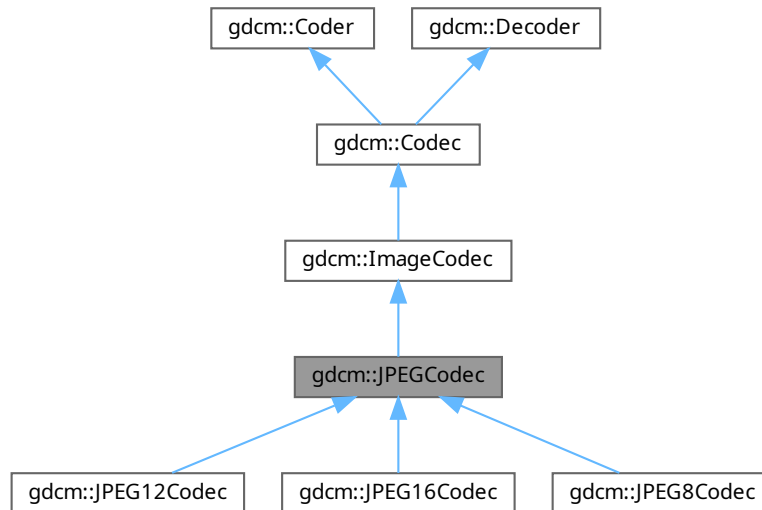 gdcm::Coder
gdcm::Decoder
gdcm::Codec
gdcm::ImageCodec
gdcm::JPEGCodec
gdcm::JPEG12Codec
gdcm::JPEG16Codec
gdcm::JPEG8Codec